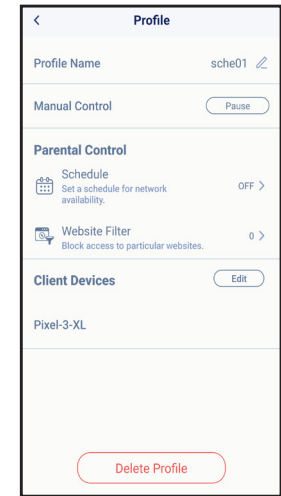 Profile
Profile Name sche01
Manual Control Pause
Parental Control
Schedule
Set a schedule for network
availability.
OFF
Website Filter
Block access to particular websites.
0
Client Devices Edit
Pixel-3-XL
Delete Profile